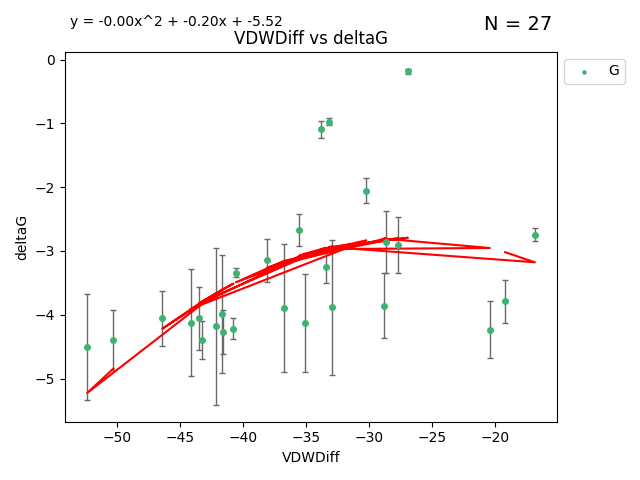 y = -0.00x^2 + -0.20x + -5.52
N = 27
VDWDiff vs deltaG
G
deltaG
0
−1
−2
−3
−4
−5
−50
−45
−40
−35
−30
−25
−20
VDWDiff